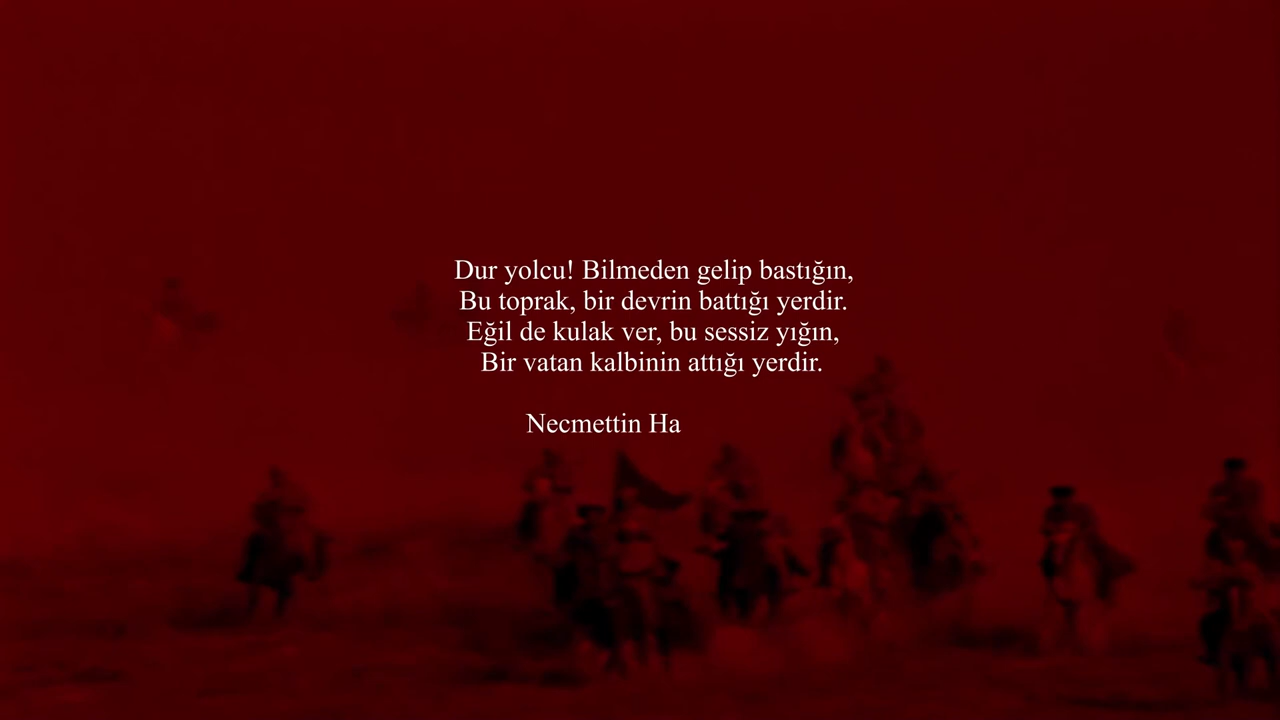 Dur yolcu! Bilmeden gelip bastığın,
Bu toprak, bir devrin battığı yerdir.
Eğil de kulak ver, bu sessiz yığın,
Bir vatan kalbinin attığı yerdir.
Necmettin Ha